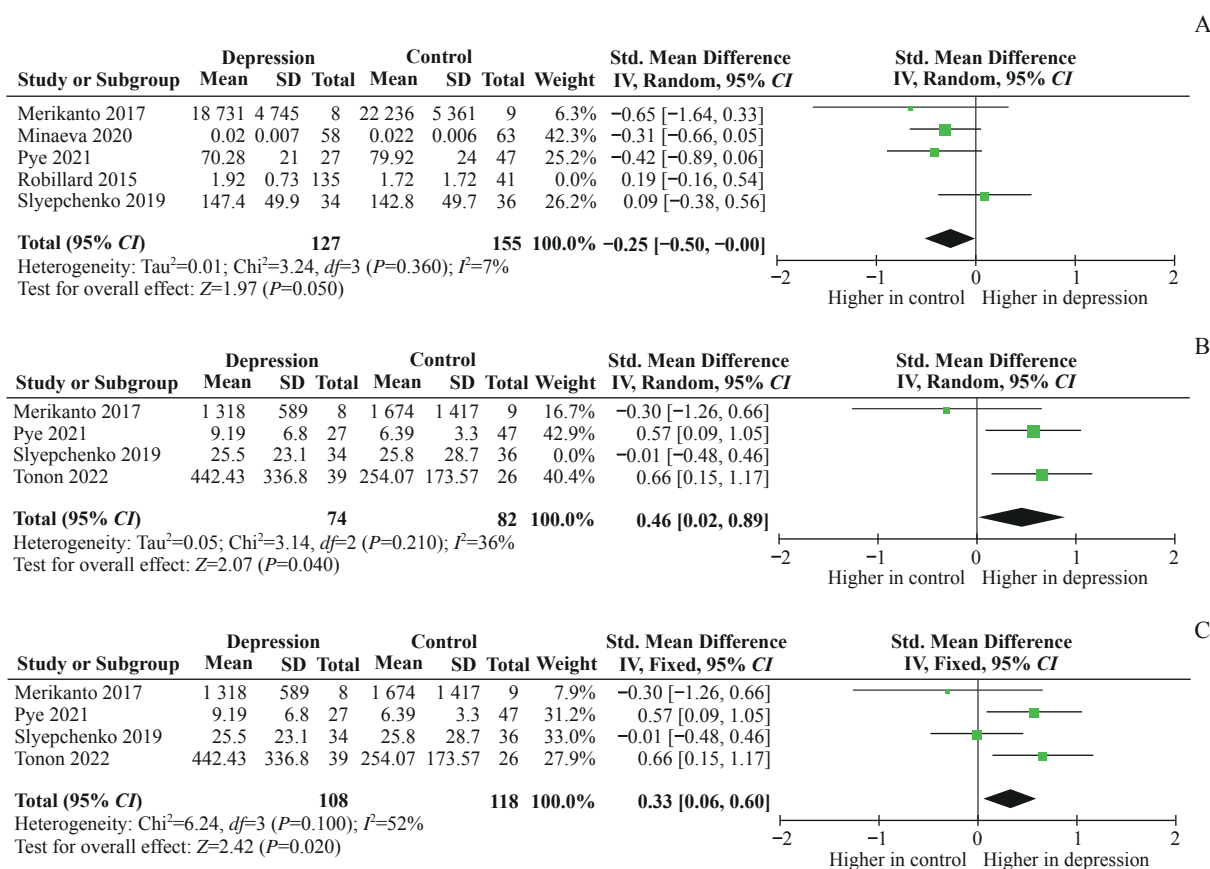 A
Depression Control Std. Mean Difference Std. Mean Difference
Study or Subgroup Mean SD Total Mean SD Total Weight IV, Random, 95% CI IV, Random, 95% CI
Merikanto 2017 18 731 4 745 8 22 236 5 361 9 6.3% −0.65 [−1.64, 0.33]
Minaeva 2020 0.02 0.007 58 0.022 0.006 63 42.3% −0.31 [−0.66, 0.05]
Pye 2021 70.28 21 27 79.92 24 47 25.2% −0.42 [−0.89, 0.06]
Robillard 2015 1.92 0.73 135 1.72 1.72 41 0.0% 0.19 [−0.16, 0.54]
Slyepchenko 2019 147.4 49.9 34 142.8 49.7 36 26.2% 0.09 [−0.38, 0.56]
Total (95% CI) 127 155 100.0% −0.25 [−0.50, −0.00]
Heterogeneity: Tau²=0.01; Chi²=3.24, df=3 (P=0.360); I²=7%
Test for overall effect: Z=1.97 (P=0.050)
−2 −1 0 1 2
Higher in control Higher in depression
B
Depression Control Std. Mean Difference Std. Mean Difference
Study or Subgroup Mean SD Total Mean SD Total Weight IV, Random, 95% CI IV, Random, 95% CI
Merikanto 2017 1 318 589 8 1 674 1 417 9 16.7% −0.30 [−1.26, 0.66]
Pye 2021 9.19 6.8 27 6.39 3.3 47 42.9% 0.57 [0.09, 1.05]
Slyepchenko 2019 25.5 23.1 34 25.8 28.7 36 0.0% −0.01 [−0.48, 0.46]
Tonon 2022 442.43 336.8 39 254.07 173.57 26 40.4% 0.66 [0.15, 1.17]
Total (95% CI) 74 82 100.0% 0.46 [0.02, 0.89]
Heterogeneity: Tau²=0.05; Chi²=3.14, df=2 (P=0.210); I²=36%
Test for overall effect: Z=2.07 (P=0.040)
−2 −1 0 1 2
Higher in control Higher in depression
C
Depression Control Std. Mean Difference Std. Mean Difference
Study or Subgroup Mean SD Total Mean SD Total Weight IV, Fixed, 95% CI IV, Fixed, 95% CI
Merikanto 2017 1 318 589 8 1 674 1 417 9 7.9% −0.30 [−1.26, 0.66]
Pye 2021 9.19 6.8 27 6.39 3.3 47 31.2% 0.57 [0.09, 1.05]
Slyepchenko 2019 25.5 23.1 34 25.8 28.7 36 33.0% −0.01 [−0.48, 0.46]
Tonon 2022 442.43 336.8 39 254.07 173.57 26 27.9% 0.66 [0.15, 1.17]
Total (95% CI) 108 118 100.0% 0.33 [0.06, 0.60]
Heterogeneity: Chi²=6.24, df=3 (P=0.100); I²=52%
Test for overall effect: Z=2.42 (P=0.020)
−2 −1 0 1 2
Higher in control Higher in depression